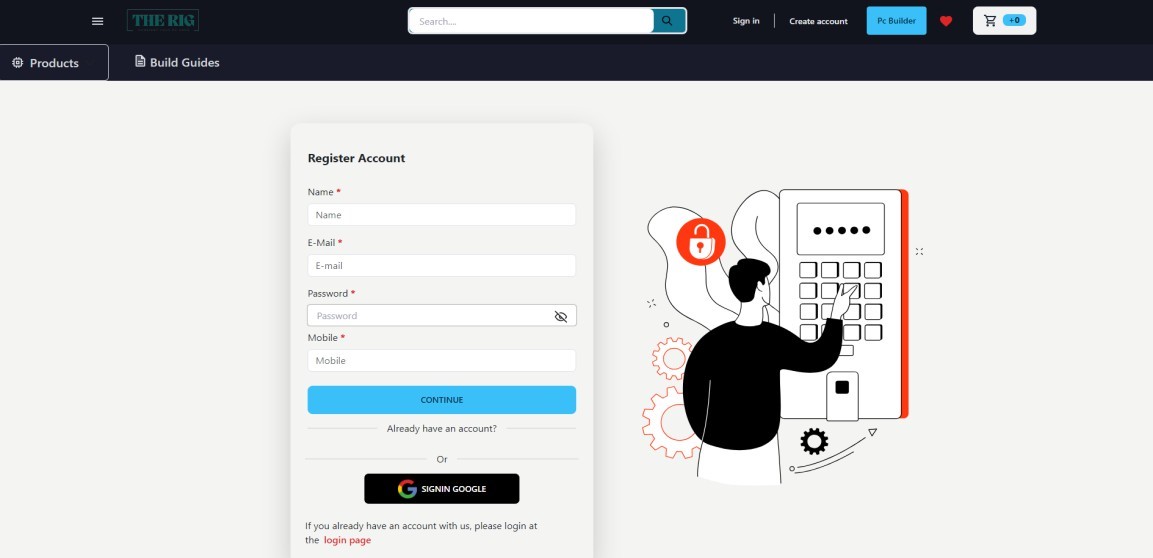 THE RIG
Search....
Sign in
Create account
Pc Builder
+0
Products
Build Guides
Register Account
Name *
Name
E-Mail *
E-mail
Password *
Password
Mobile *
Mobile
CONTINUE
Already have an account?
Or
SIGNIN GOOGLE
If you already have an account with us, please login at
the login page